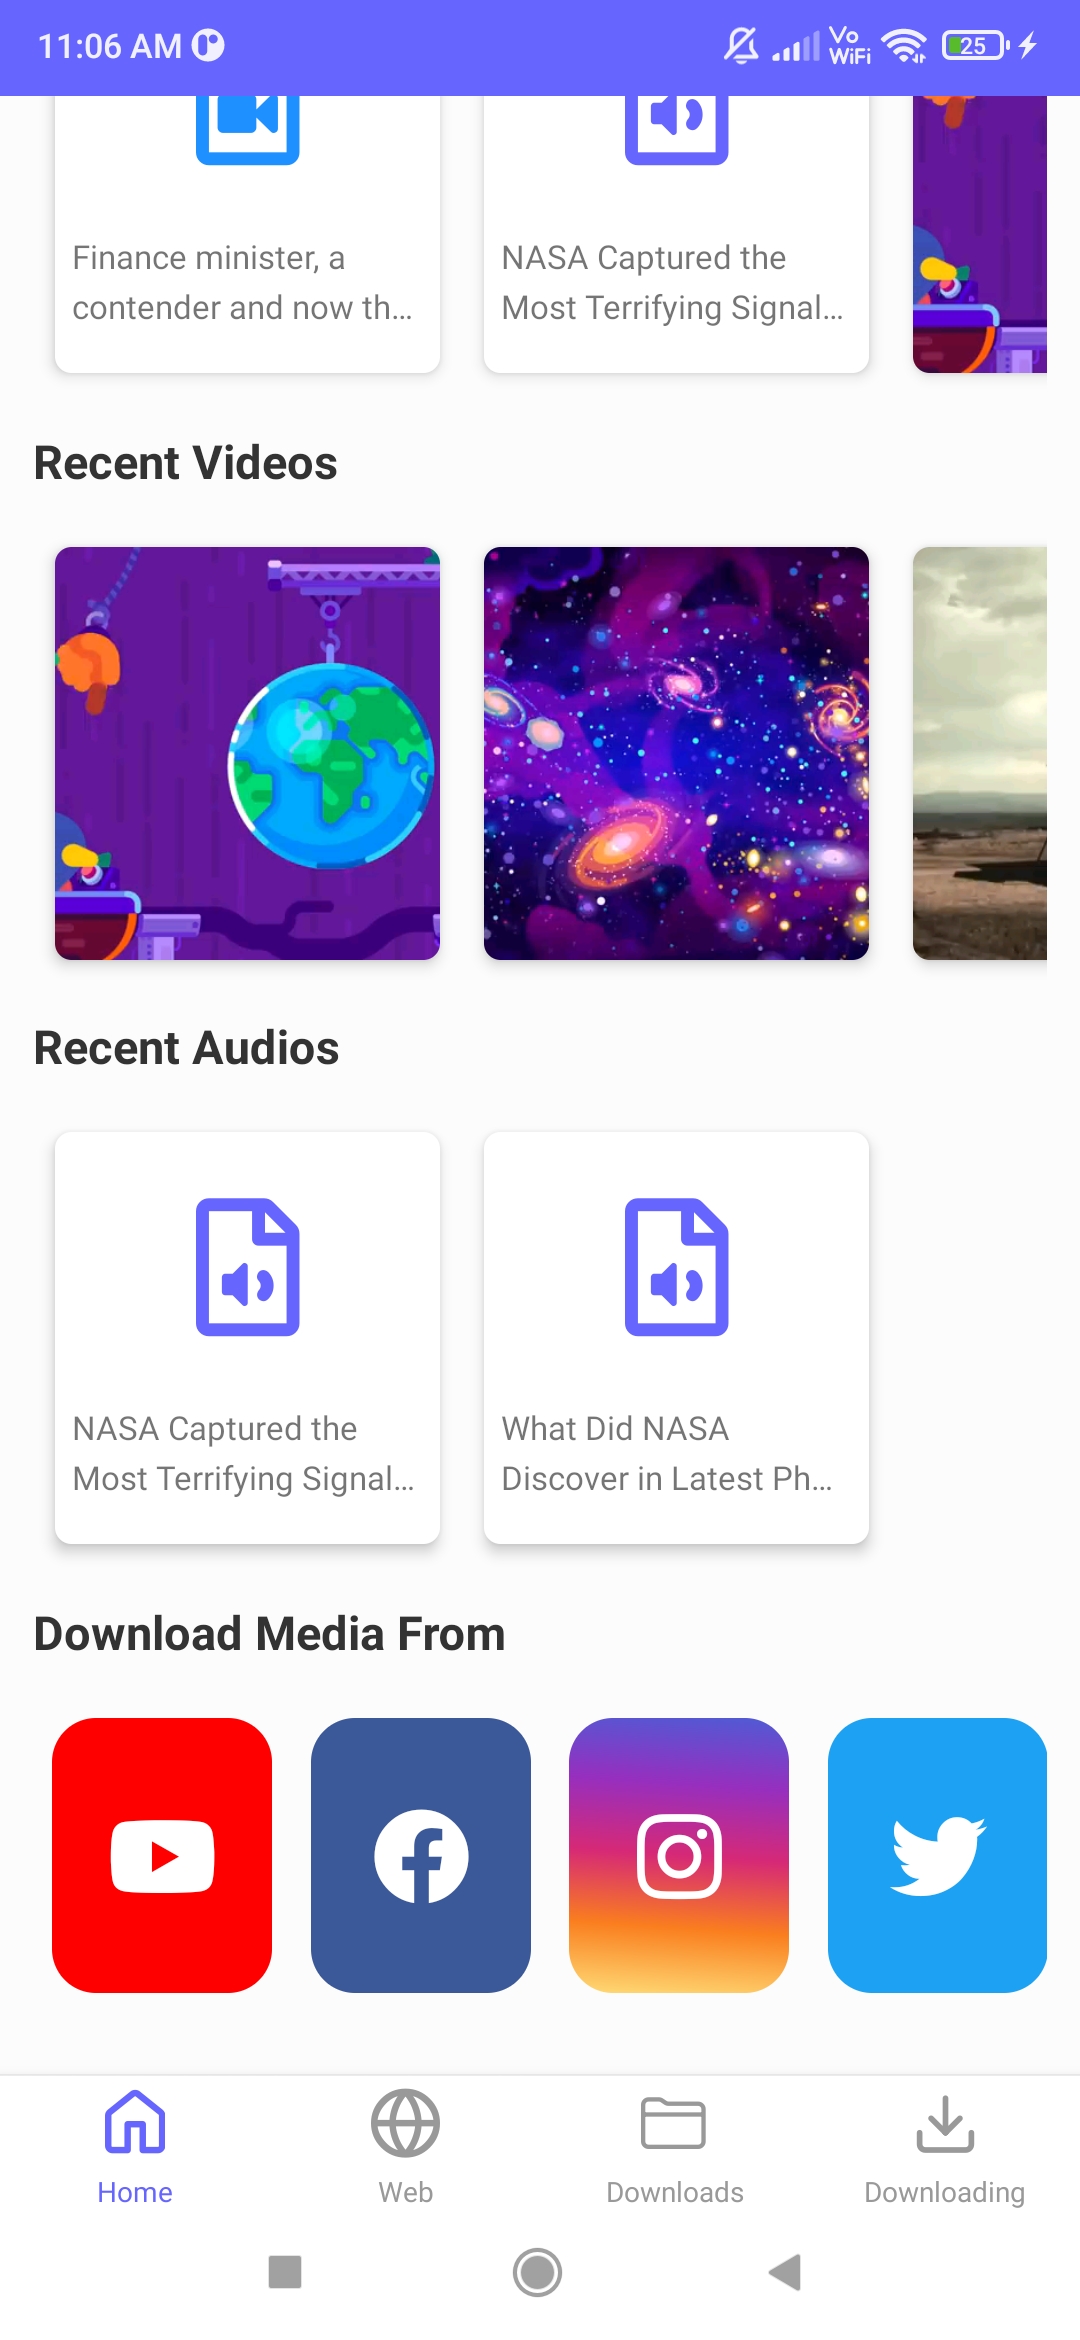 11:06 AM
Vo
WiFi
25
Finance minister, a
contender and now th...
NASA Captured the
Most Terrifying Signal...
Recent Videos
Recent Audios
NASA Captured the
Most Terrifying Signal...
What Did NASA
Discover in Latest Ph...
Download Media From
Home
Web
Downloads
Downloading